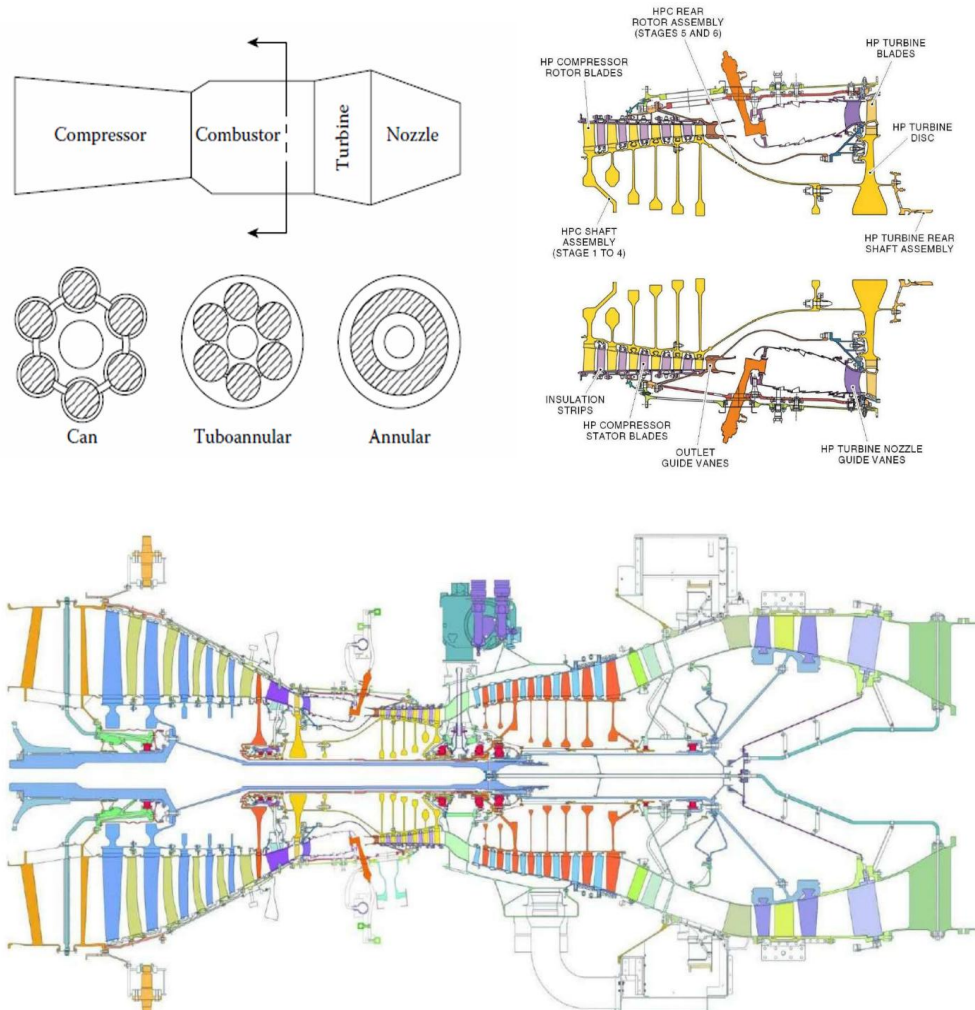 Compressor
Combustor
Turbine
Nozzle
Can
Tuboannular
Annular
HPC REAR
ROTOR ASSEMBLY
(STAGES 5 AND 6)
HP COMPRESSOR
ROTOR BLADES
HP TURBINE
BLADES
HP TURBINE
DISC
HPC SHAFT
ASSEMBLY
(STAGE 1 TO 4)
HP TURBINE REAR
SHAFT ASSEMBLY
INSULATION
STRIPS
HP COMPRESSOR
STATOR BLADES
OUTLET
GUIDE VANES
HP TURBINE NOZZLE
GUIDE VANES